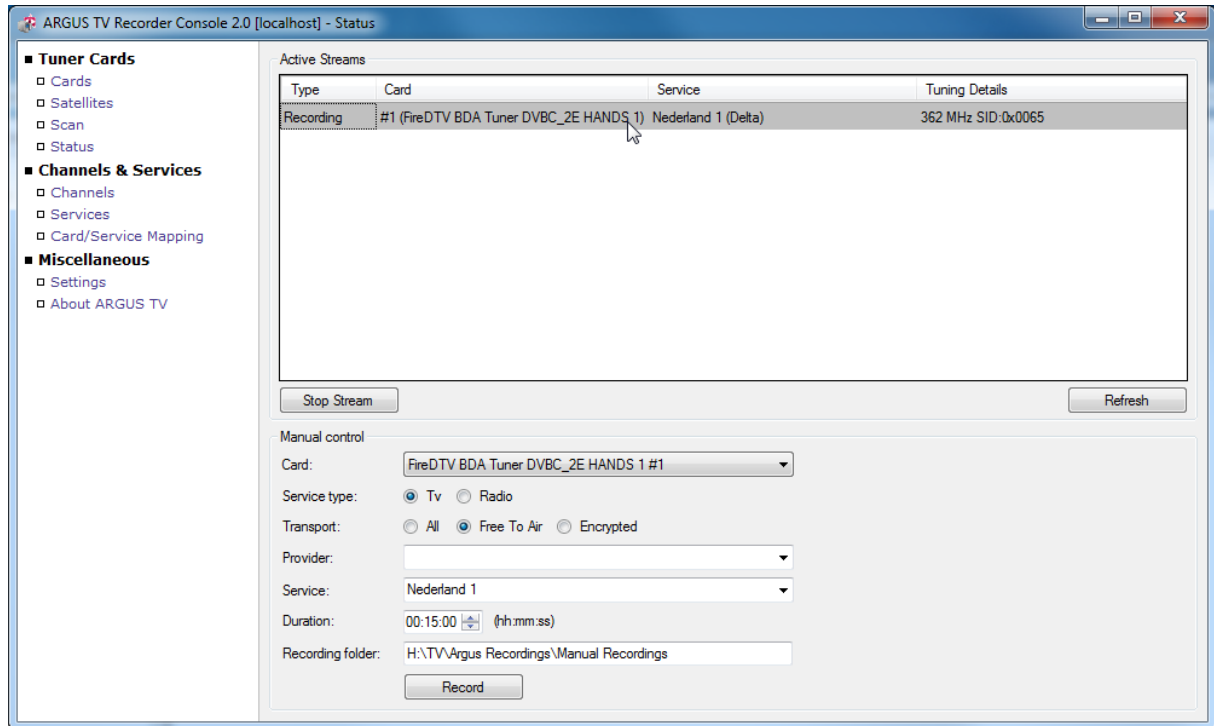 ARGUS TV Recorder Console 2.0 [localhost] - Status
Tuner Cards
Cards
Satellites
Scan
Status
Channels & Services
Channels
Services
Card/Service Mapping
Miscellaneous
Settings
About ARGUS TV
Active Streams
Type Card Service Tuning Details
Recording #1 (FireDTV BDA Tuner DVBC_2E HANDS 1) Nederland 1 (Delta) 362 MHz SID:0x0065
Stop Stream Refresh
Manual control
Card: FireDTV BDA Tuner DVBC_2E HANDS 1 #1
Service type: Tv Radio
Transport: All Free To Air Encrypted
Provider:
Service: Nederland 1
Duration: 00:15:00 (hh:mm:ss)
Recording folder: H:\TV\Argus Recordings\Manual Recordings
Record